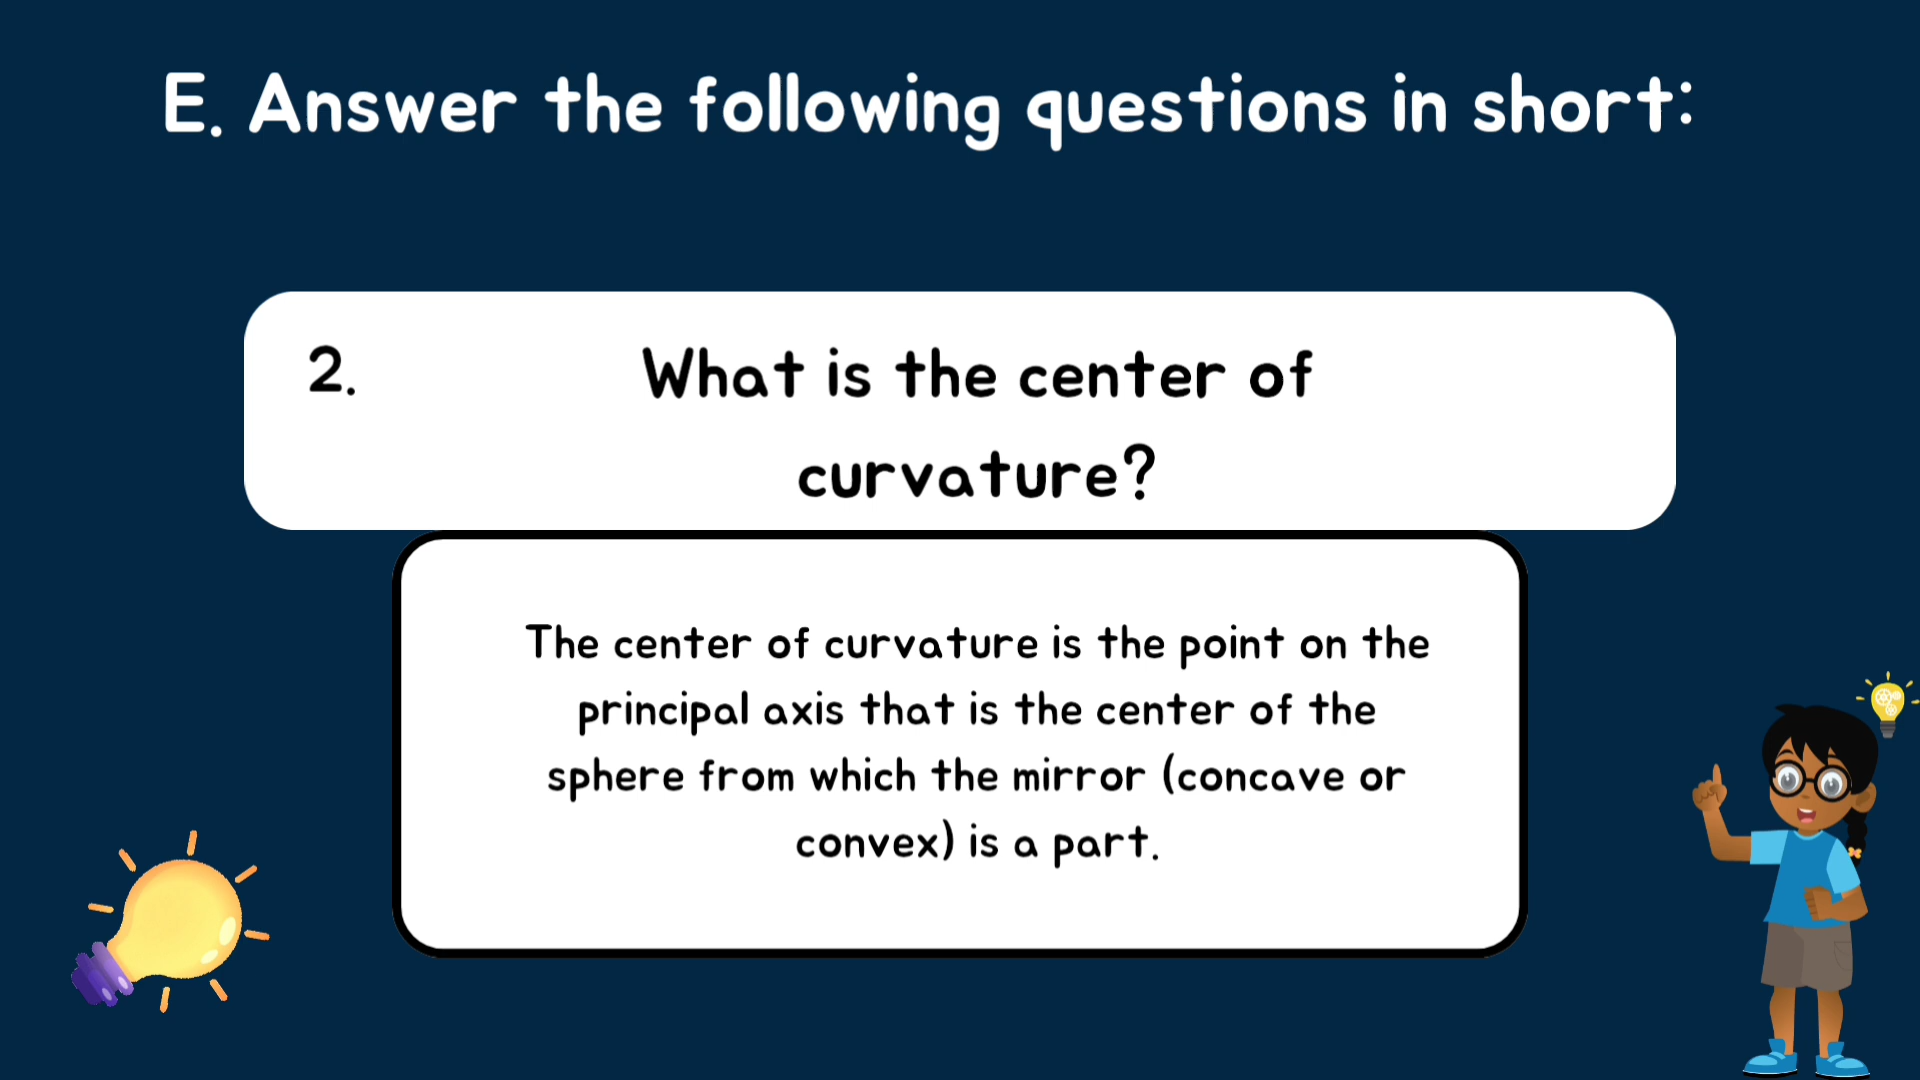 E. Answer the following questions in short:
2.
What is the center of
curvature?
The center of curvature is the point on the
principal axis that is the center of the
sphere from which the mirror (concave or
convex) is a part.